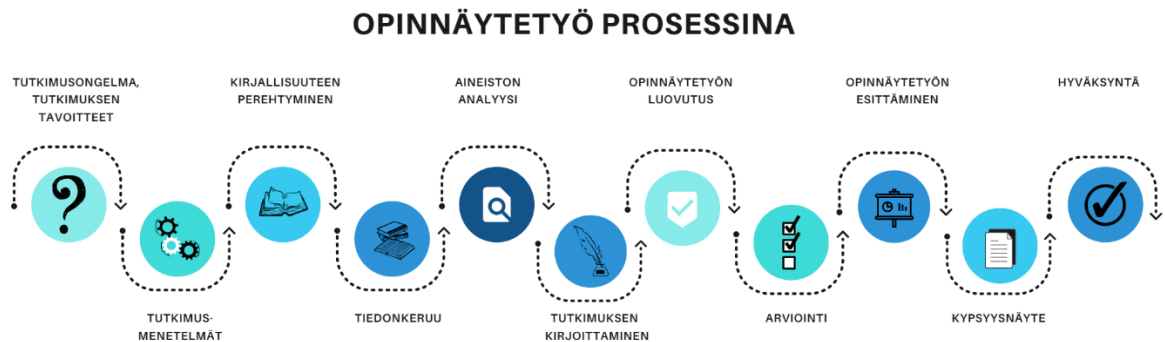 OPINNÄYTETYÖ PROSESSINA
TUTKIMUSONGELMA,
TUTKIMUKSEN
TAVOITTEET
TUTKIMUS-
MENETELMÄT
KIRJALLISUUTEEN
PEREHTYMINEN
TIEDONKERUU
AINEISTON
ANALYYSI
TUTKIMUKSEN
KIRJOITTAMINEN
OPINNÄYTETYÖN
LUOVUTUS
ARVIOINTI
OPINNÄYTETYÖN
ESITTÄMINEN
KYPSYYSNÄYTE
HYVÄKSYNTÄ